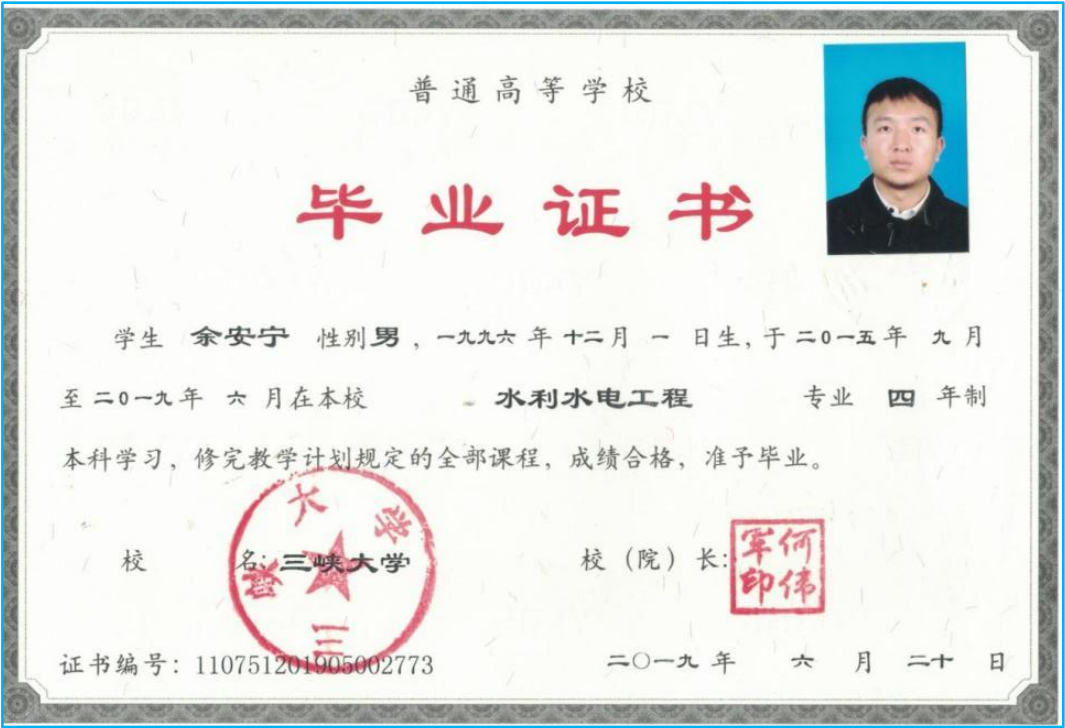 普通高等学校
毕业证书
学生 余安宁 性别男，一九九六年十二月一日生，于二0一五年九月
至二0一九年六月在本校 水利水电工程 专业 四 年制
本科学习，修完教学计划规定的全部课程，成绩合格，准予毕业。
校 名：三峡大学 校（院）长：
三峡大学
何伟军印
证书编号：110751201905002773 二〇一九年 六 月 二十 日